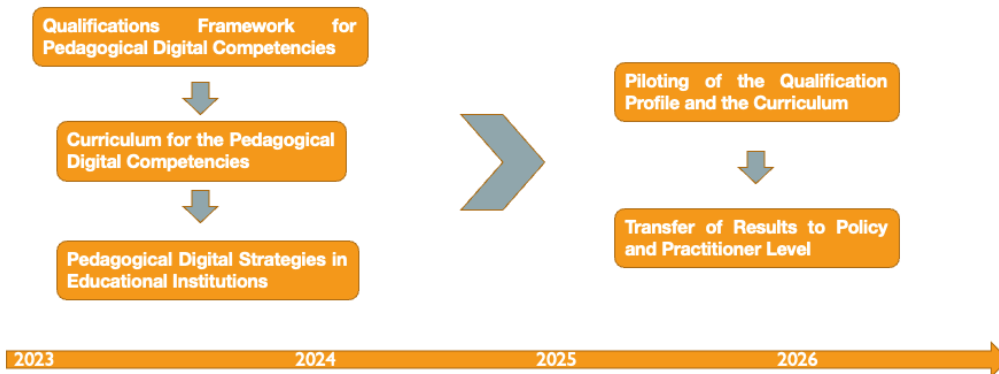 Qualifications Framework for
Pedagogical Digital Competencies
Curriculum for the Pedagogical
Digital Competencies
Pedagogical Digital Strategies in
Educational Institutions
Piloting of the Qualification
Profile and the Curriculum
Transfer of Results to Policy
and Practitioner Level
2023 2024 2025 2026